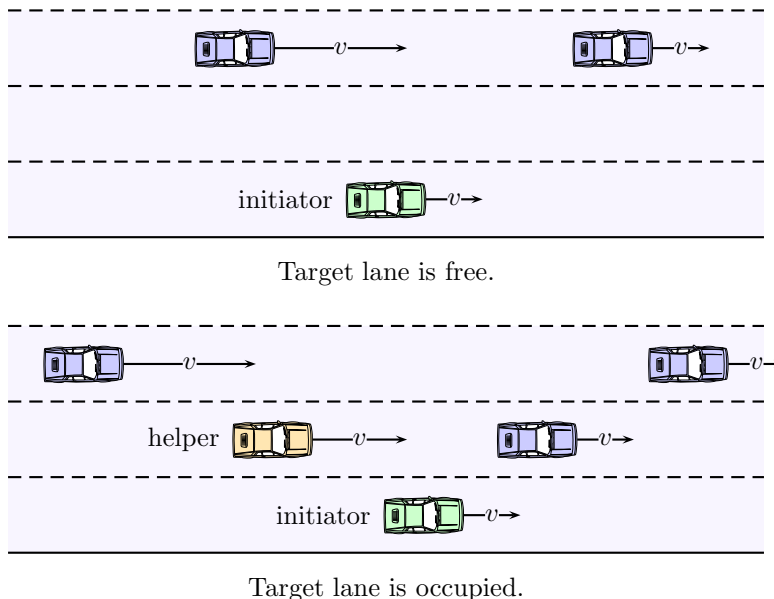 v
v
initiator
v
Target lane is free.
v
v
helper
v
v
initiator
v
Target lane is occupied.